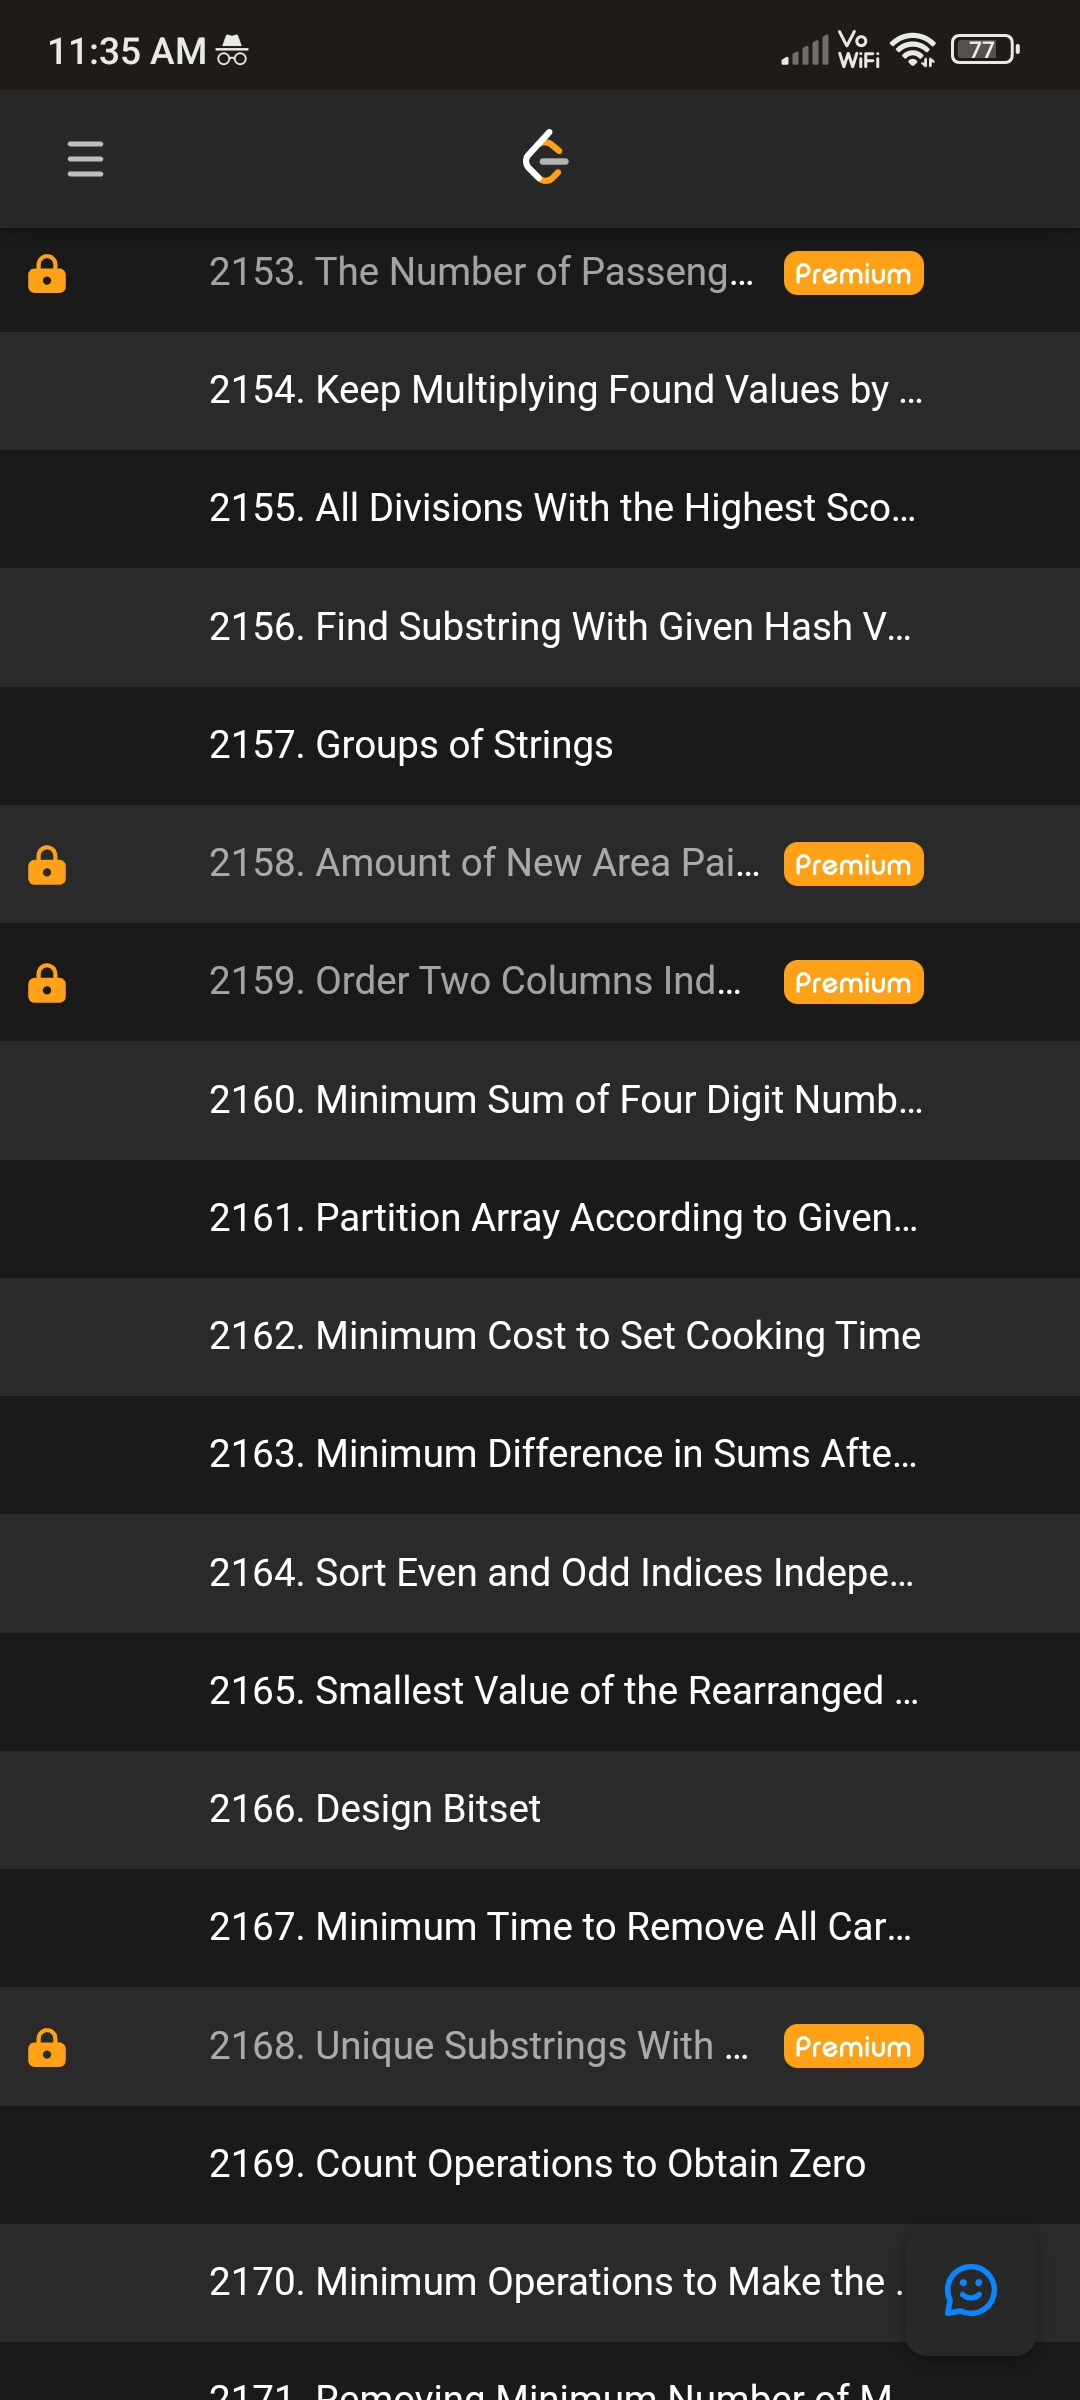 11:35 AM
Vo
WiFi
77
2153. The Number of Passeng...
Premium
2154. Keep Multiplying Found Values by ...
2155. All Divisions With the Highest Sco...
2156. Find Substring With Given Hash V...
2157. Groups of Strings
2158. Amount of New Area Pai...
Premium
2159. Order Two Columns Ind...
Premium
2160. Minimum Sum of Four Digit Numb...
2161. Partition Array According to Given...
2162. Minimum Cost to Set Cooking Time
2163. Minimum Difference in Sums Afte...
2164. Sort Even and Odd Indices Indepe...
2165. Smallest Value of the Rearranged ...
2166. Design Bitset
2167. Minimum Time to Remove All Car...
2168. Unique Substrings With ...
Premium
2169. Count Operations to Obtain Zero
2170. Minimum Operations to Make the .
2171. Removing Minimum Number of M